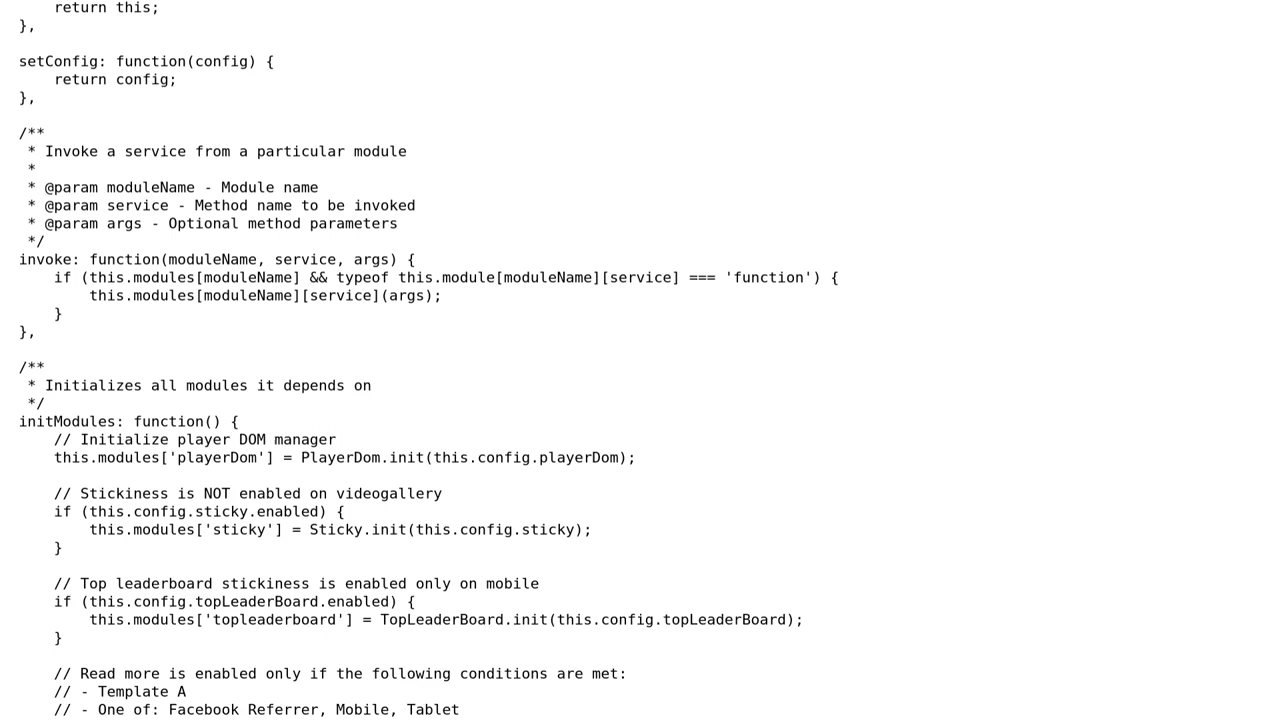 return this;
},

setConfig: function(config) {
    return config;
},

/**
 * Invoke a service from a particular module
 *
 * @param moduleName - Module name
 * @param service - Method name to be invoked
 * @param args - Optional method parameters
 */
invoke: function(moduleName, service, args) {
    if (this.modules[moduleName] && typeof this.module[moduleName][service] === 'function') {
        this.modules[moduleName][service](args);
    }
},

/**
 * Initializes all modules it depends on
 */
initModules: function() {
    // Initialize player DOM manager
    this.modules['playerDom'] = PlayerDom.init(this.config.playerDom);

    // Stickiness is NOT enabled on videogallery
    if (this.config.sticky.enabled) {
        this.modules['sticky'] = Sticky.init(this.config.sticky);
    }

    // Top leaderboard stickiness is enabled only on mobile
    if (this.config.topLeaderBoard.enabled) {
        this.modules['topleaderboard'] = TopLeaderBoard.init(this.config.topLeaderBoard);
    }

    // Read more is enabled only if the following conditions are met:
    // - Template A
    // - One of: Facebook Referrer, Mobile, Tablet